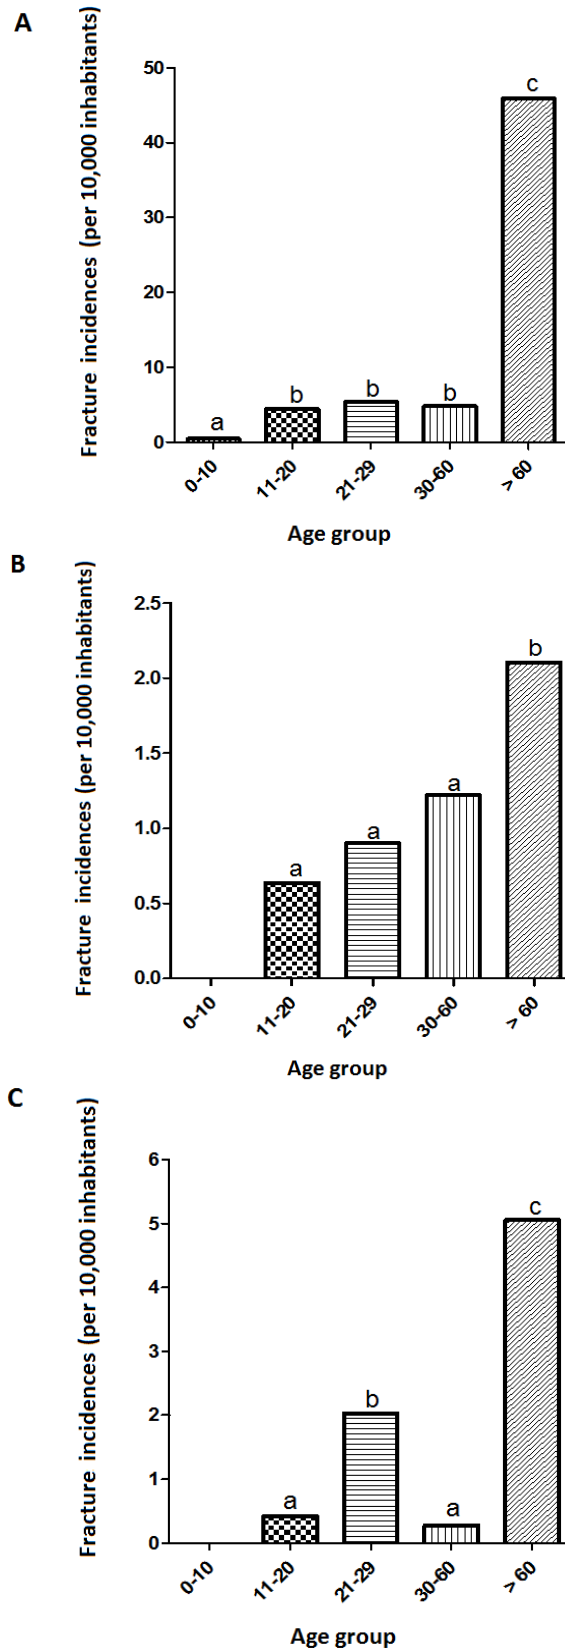 A
Fracture incidences (per 10,000 inhabitants)
50
40
30
20
10
0
a
b
b
b
c
0-10
11-20
21-29
30-60
> 60
Age group
B
Fracture incidences (per 10,000 inhabitants)
2.5
2.0
1.5
1.0
0.5
0.0
a
a
a
b
0-10
11-20
21-29
30-60
> 60
Age group
C
Fracture incidences (per 10,000 inhabitants)
6
5
4
3
2
1
0
a
b
a
c
0-10
11-20
21-29
30-60
> 60
Age group